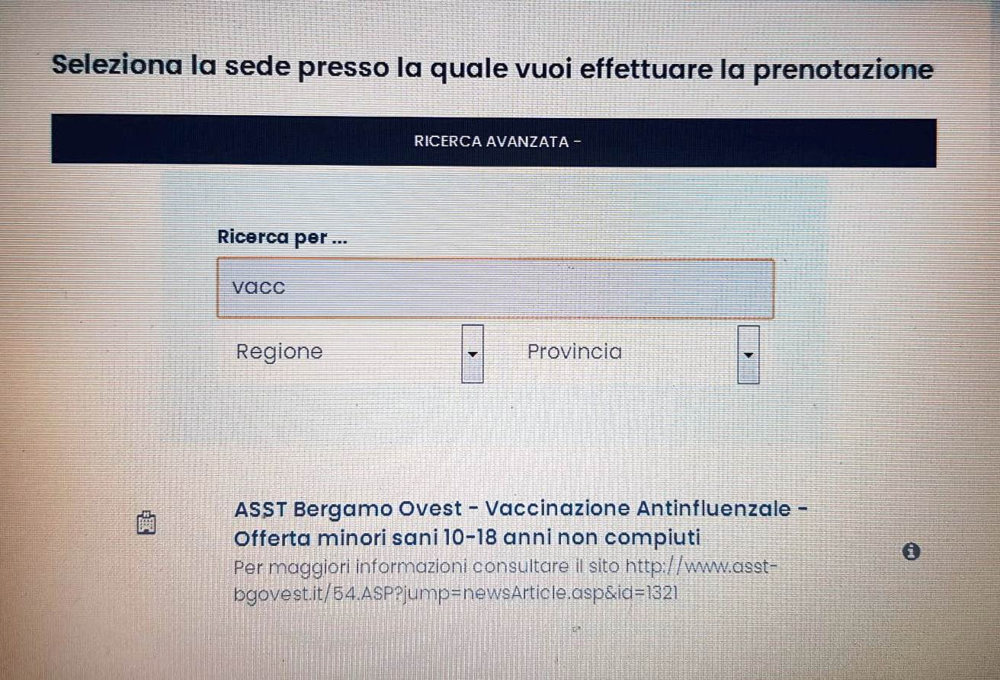 Seleziona la sede presso la quale vuoi effettuare la prenotazione
RICERCA AVANZATA -
Ricerca per ...
vacc
Regione
Provincia
ASST Bergamo Ovest - Vaccinazione Antinfluenzale -
Offerta minori sani 10-18 anni non compiuti
Per maggiori informazioni consultare il sito http://www.asst-
bgovest.it/54.ASP?jump=newsArticle.asp&id=1321